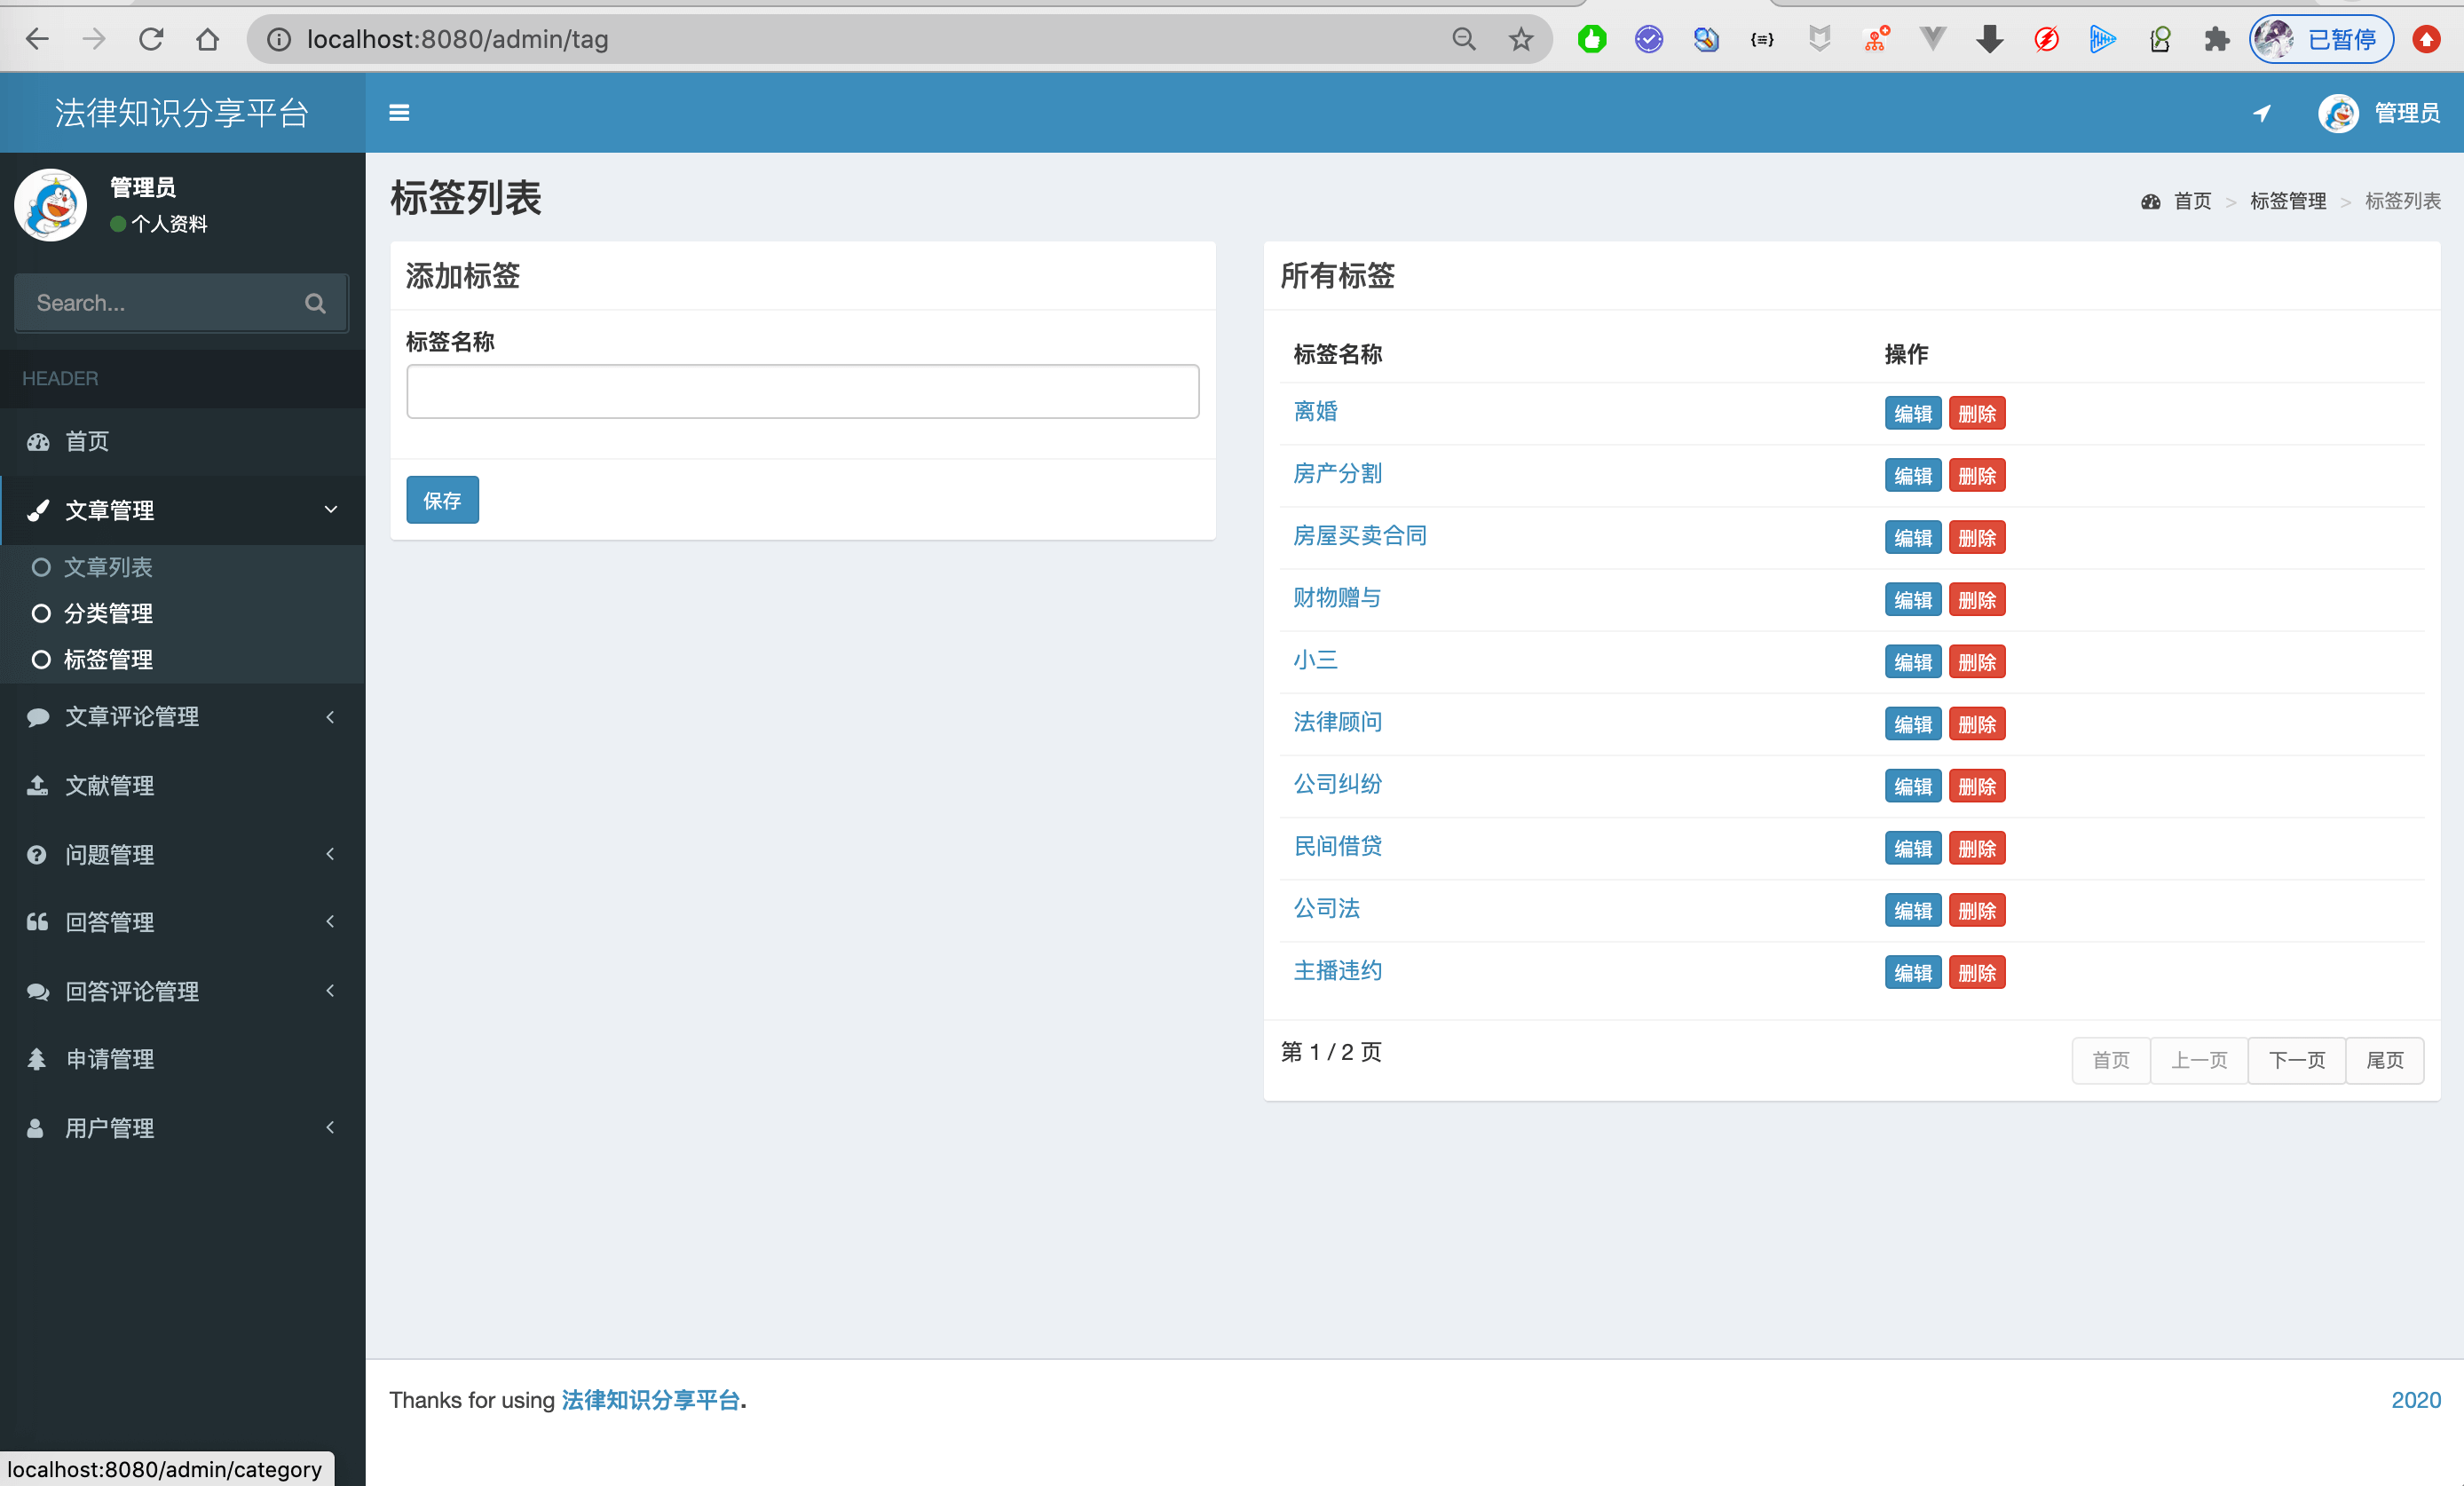 localhost:8080/admin/tag
已暂停
法律知识分享平台
管理员
管理员
个人资料
Search...
HEADER
首页
文章管理
文章列表
分类管理
标签管理
文章评论管理
文献管理
问题管理
回答管理
回答评论管理
申请管理
用户管理
标签列表
首页 > 标签管理 > 标签列表
添加标签
标签名称
保存
所有标签
标签名称 操作
离婚 编辑 删除
房产分割 编辑 删除
房屋买卖合同 编辑 删除
财物赠与 编辑 删除
小三 编辑 删除
法律顾问 编辑 删除
公司纠纷 编辑 删除
民间借贷 编辑 删除
公司法 编辑 删除
主播违约 编辑 删除
第 1 / 2 页 首页 上一页 下一页 尾页
Thanks for using 法律知识分享平台. 2020
localhost:8080/admin/category